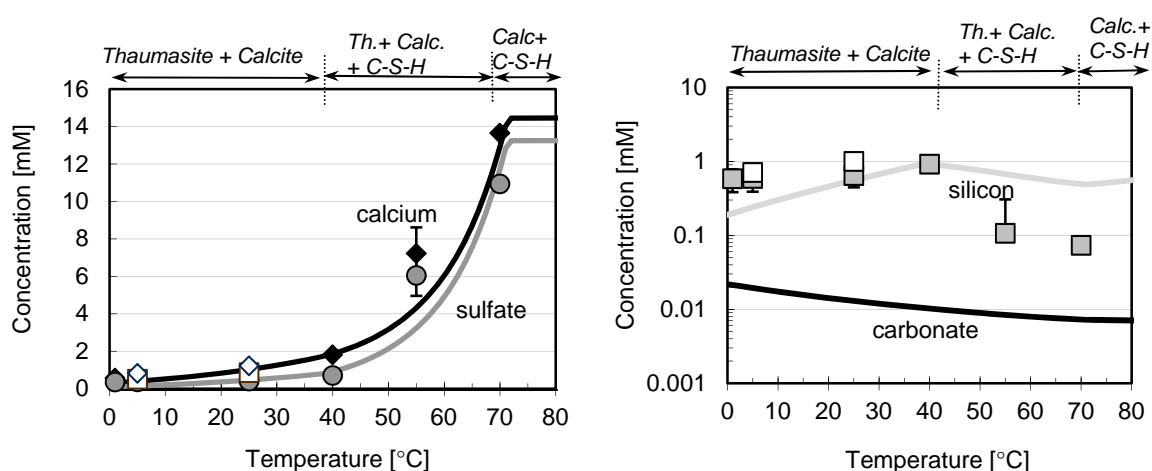 Thaumasite + Calcite
Th.+ Calc.
+ C-S-H
Calc+
C-S-H
16
14
12
10
8
6
4
2
0
Concentration [mM]
calcium
sulfate
0 10 20 30 40 50 60 70 80
Temperature [°C]
Thaumasite + Calcite
Th.+ Calc.
+ C-S-H
Calc.+
C-S-H
10
1
0.1
0.01
0.001
Concentration [mM]
silicon
carbonate
0 10 20 30 40 50 60 70 80
Temperature [°C]